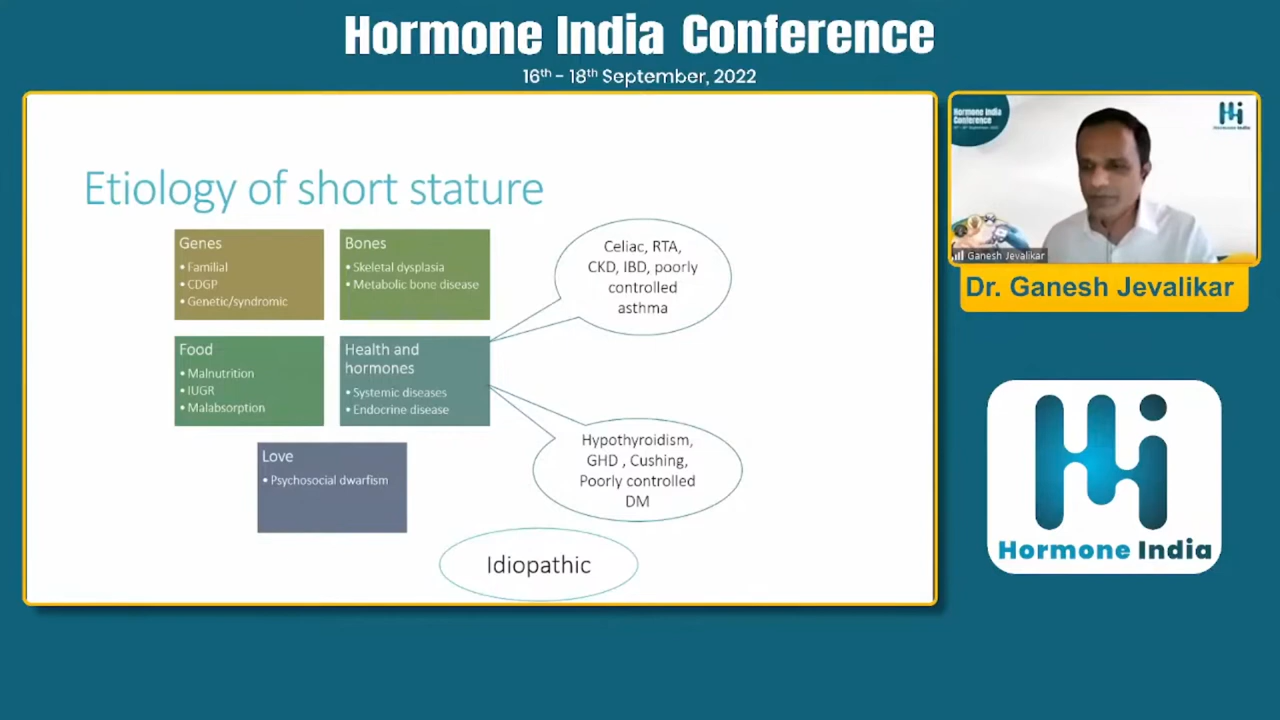 Hormone India Conference
16th - 18th September, 2022
Etiology of short stature
Genes
• Familial
• CDGP
• Genetic/syndromic
Bones
• Skeletal dysplasia
• Metabolic bone disease
Celiac, RTA,
CKD, IBD, poorly
controlled
asthma
Food
• Malnutrition
• IUGR
• Malabsorption
Health and
hormones
• Systemic diseases
• Endocrine disease
Hypothyroidism,
GHD , Cushing,
Poorly controlled
DM
Love
• Psychosocial dwarfism
Idiopathic
Hormone India
Conference
Hormone India
Ganesh Jevalikar
Dr. Ganesh Jevalikar
Hormone India